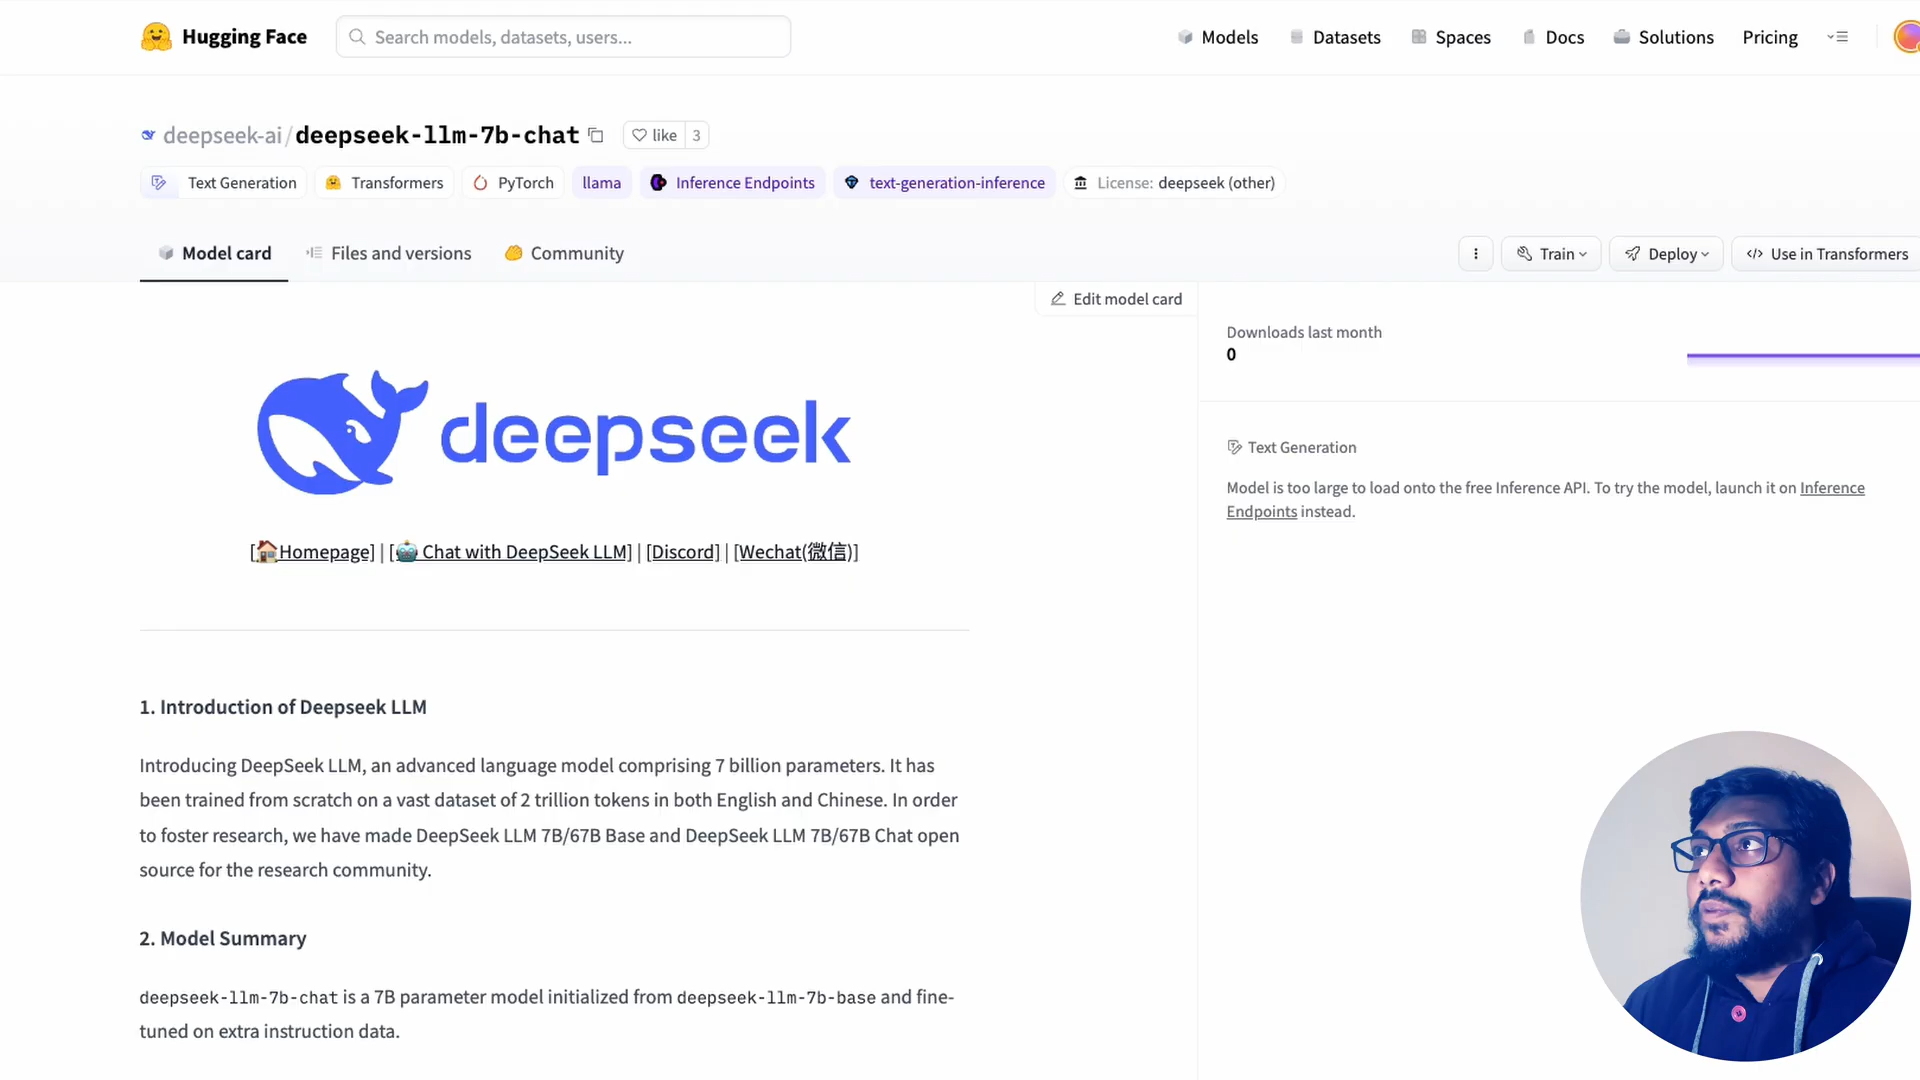 Hugging Face
Search models, datasets, users...
Models
Datasets
Spaces
Docs
Solutions
Pricing
deepseek-ai/deepseek-llm-7b-chat
like 3
Text Generation
Transformers
PyTorch
llama
Inference Endpoints
text-generation-inference
License: deepseek (other)
Model card
Files and versions
Community
Train
Deploy
Use in Transformers
Edit model card
Downloads last month
0
deepseek
Text Generation
Model is too large to load onto the free Inference API. To try the model, launch it on Inference
Endpoints instead.
[🏠Homepage] | [🤖 Chat with DeepSeek LLM] | [Discord] | [Wechat(微信)]
1. Introduction of Deepseek LLM
Introducing DeepSeek LLM, an advanced language model comprising 7 billion parameters. It has
been trained from scratch on a vast dataset of 2 trillion tokens in both English and Chinese. In order
to foster research, we have made DeepSeek LLM 7B/67B Base and DeepSeek LLM 7B/67B Chat open
source for the research community.
2. Model Summary
deepseek-llm-7b-chat is a 7B parameter model initialized from deepseek-llm-7b-base and fine-
tuned on extra instruction data.